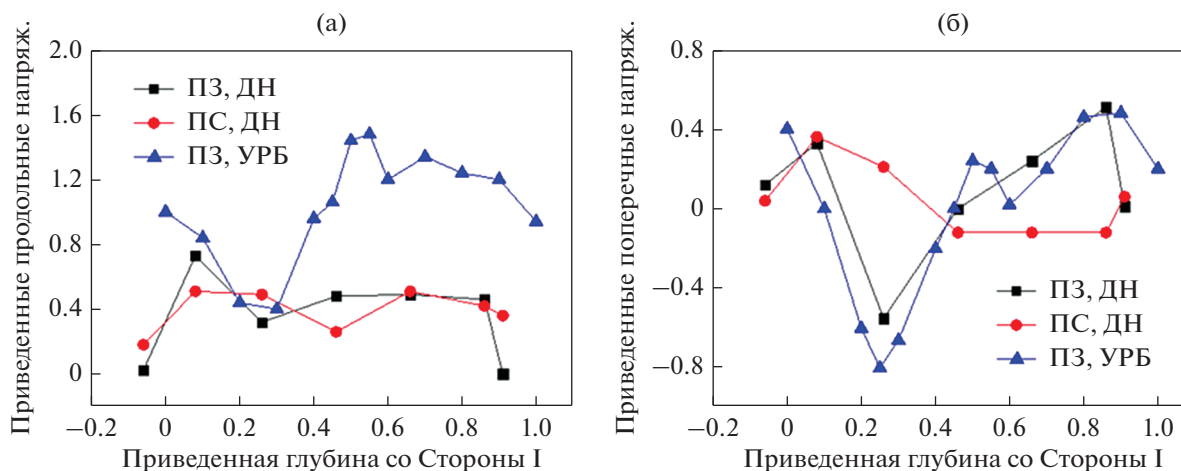 (а)
Приведенные продольные напряж.
2.0
1.6
1.2
0.8
0.4
0
ПЗ, ДН
ПС, ДН
ПЗ, УРБ
−0.2 0 0.2 0.4 0.6 0.8 1.0
Приведенная глубина со Стороны I
(б)
Приведенные поперечные напряж.
0.8
0.4
0
−0.4
−0.8
ПЗ, ДН
ПС, ДН
ПЗ, УРБ
−0.2 0 0.2 0.4 0.6 0.8 1.0
Приведенная глубина со Стороны I